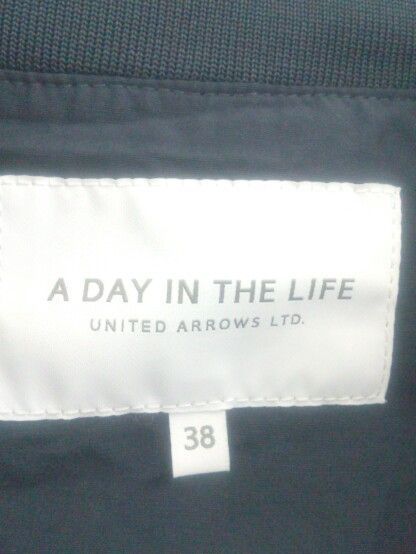 A DAY IN THE LIFE
UNITED ARROWS LTD.
38